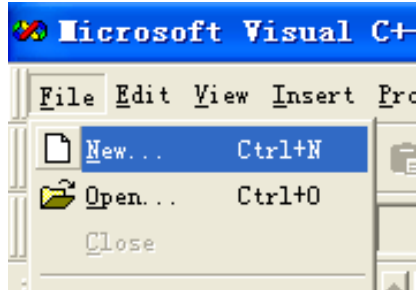 Microsoft Visual C+
File Edit View Insert Pro
New... Ctrl+N
Open... Ctrl+O
Close